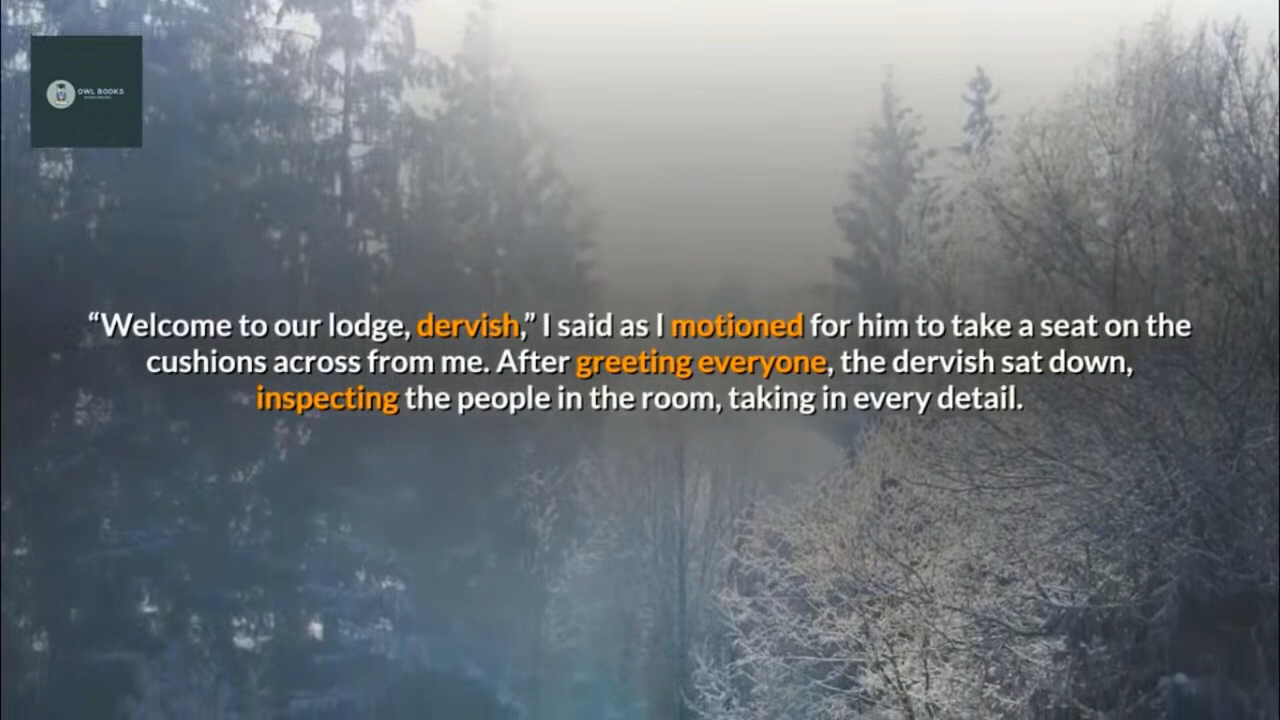 OWL BOOKS
“Welcome to our lodge, dervish,” I said as I motioned for him to take a seat on the
cushions across from me. After greeting everyone, the dervish sat down,
inspecting the people in the room, taking in every detail.